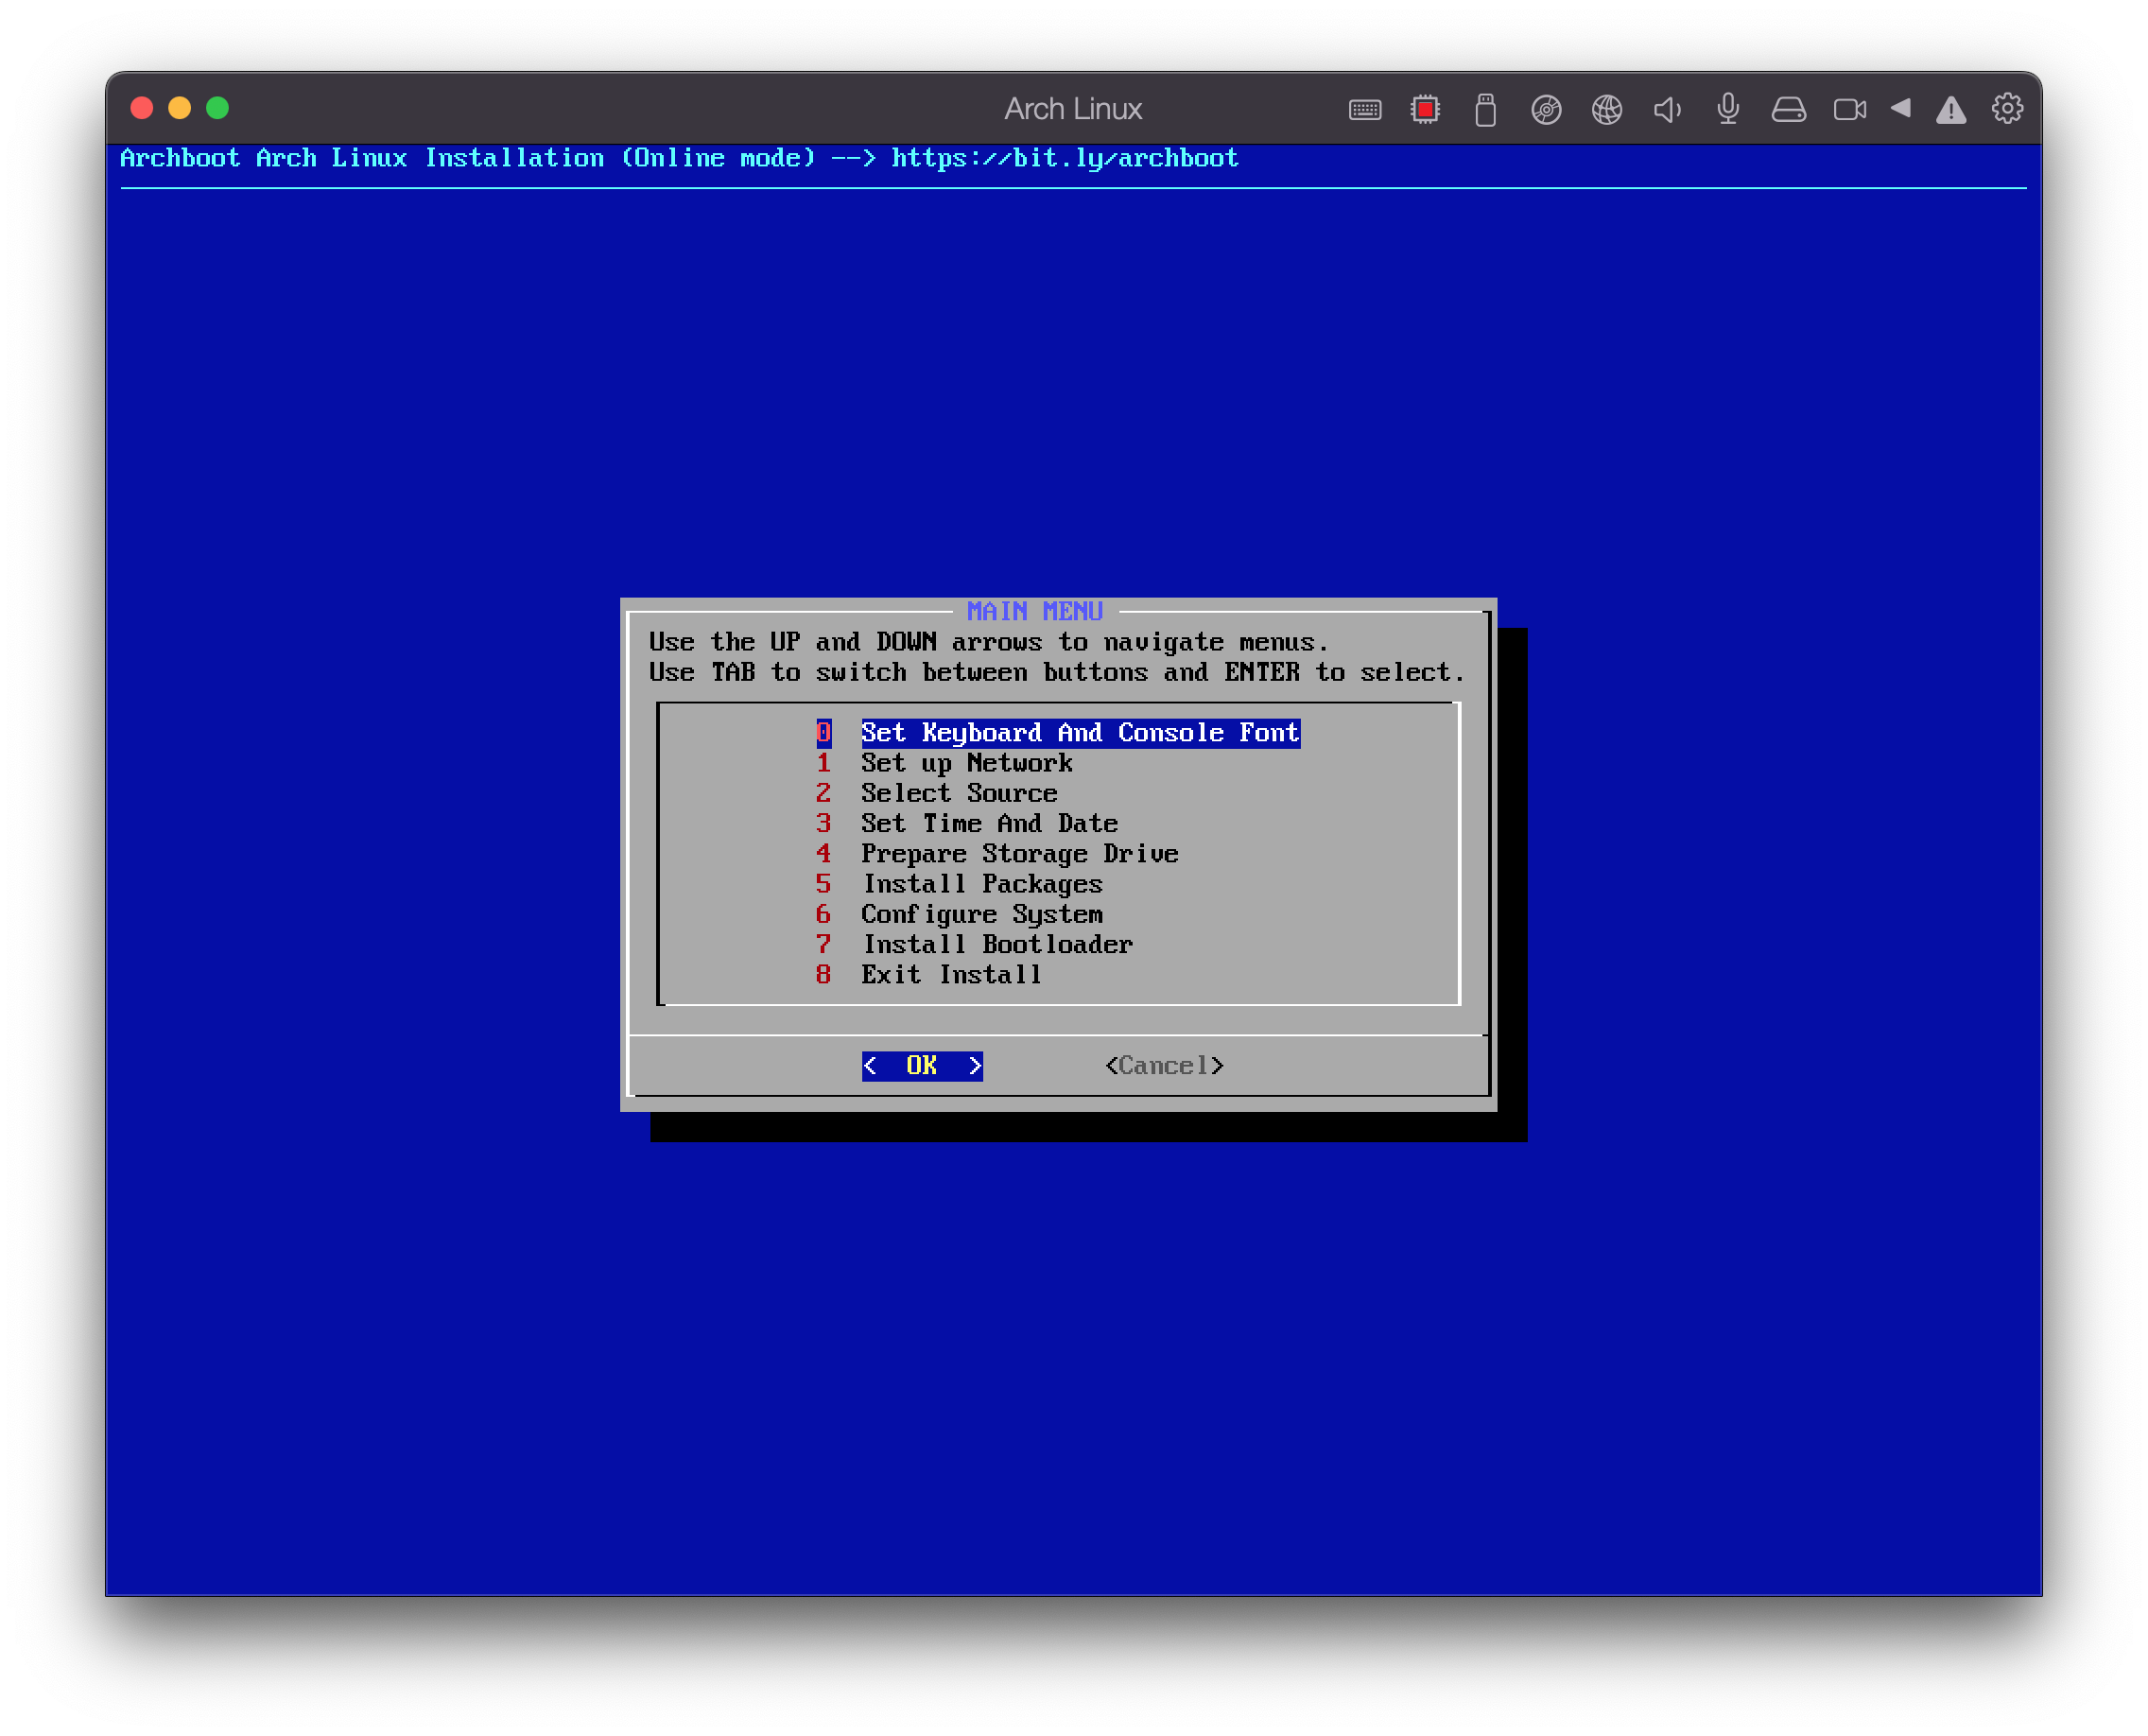 Arch Linux
Archboot Arch Linux Installation (Online mode) --> https://bit.ly/archboot
MAIN MENU
Use the UP and DOWN arrows to navigate menus.
Use TAB to switch between buttons and ENTER to select.
0 Set Keyboard And Console Font
1 Set up Network
2 Select Source
3 Set Time And Date
4 Prepare Storage Drive
5 Install Packages
6 Configure System
7 Install Bootloader
8 Exit Install
< OK > <Cancel>